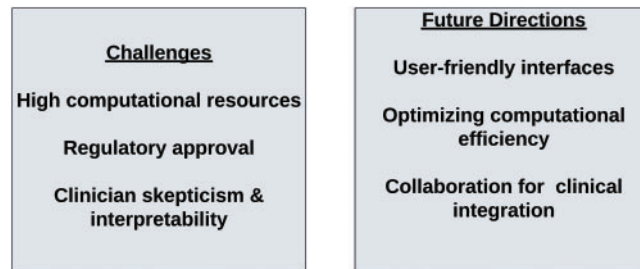 Challenges
High computational resources
Regulatory approval
Clinician skepticism &
interpretability
Future Directions
User-friendly interfaces
Optimizing computational
efficiency
Collaboration for clinical
integration